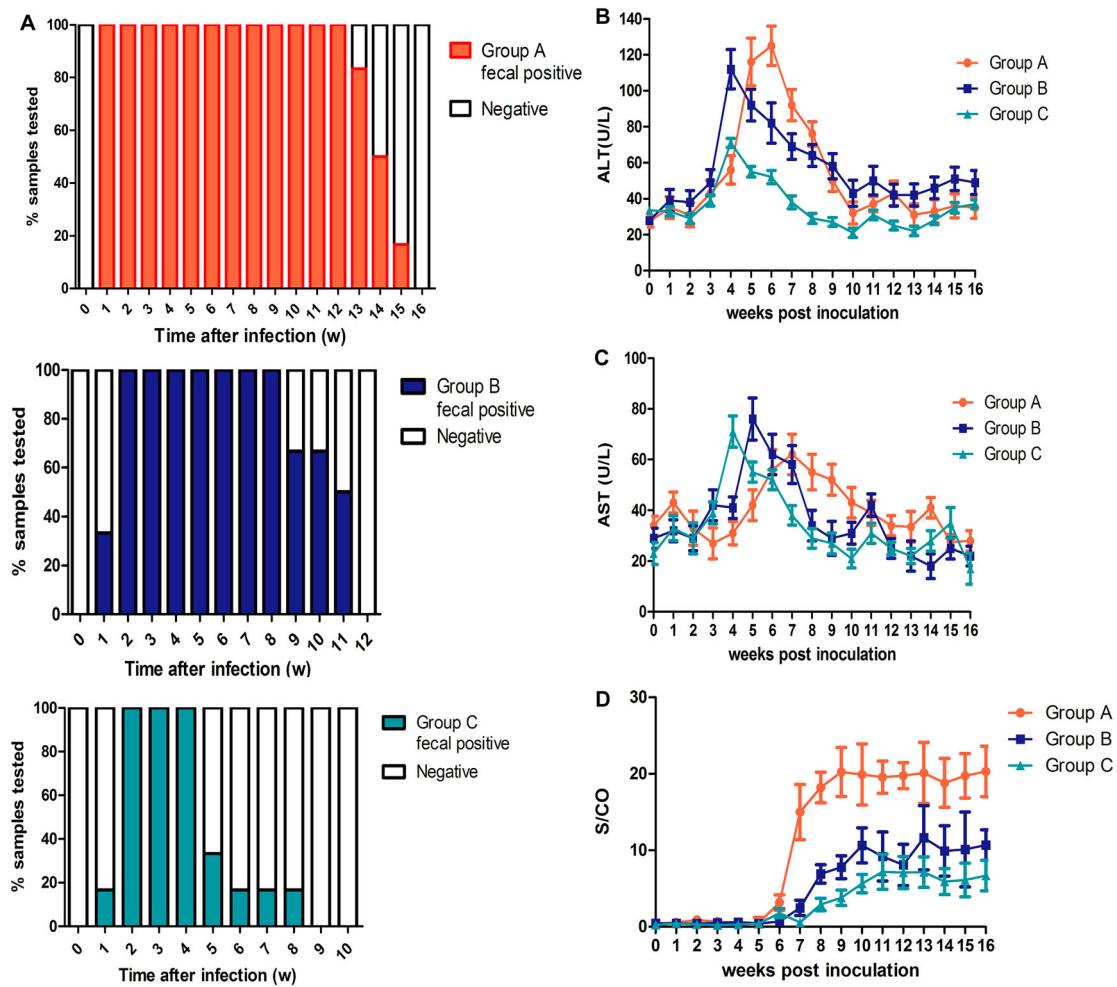 A
% samples tested
100
80
60
40
20
0
0 1 2 3 4 5 6 7 8 9 10 11 12 13 14 15 16
Time after infection (w)
Group A
fecal positive
Negative
% samples tested
100
80
60
40
20
0
0 1 2 3 4 5 6 7 8 9 10 11 12
Time after infection (w)
Group B
fecal positive
Negative
% samples tested
100
80
60
40
20
0
0 1 2 3 4 5 6 7 8 9 10
Time after infection (w)
Group C
fecal positive
Negative
B
ALT(U/L)
140
120
100
80
60
40
20
0
0 1 2 3 4 5 6 7 8 9 10 11 12 13 14 15 16
weeks post inoculation
Group A
Group B
Group C
C
AST (U/L)
100
80
60
40
20
0
0 1 2 3 4 5 6 7 8 9 10 11 12 13 14 15 16
weeks post inoculation
Group A
Group B
Group C
D
S/CO
30
20
10
0
0 1 2 3 4 5 6 7 8 9 10 11 12 13 14 15 16
weeks post inoculation
Group A
Group B
Group C